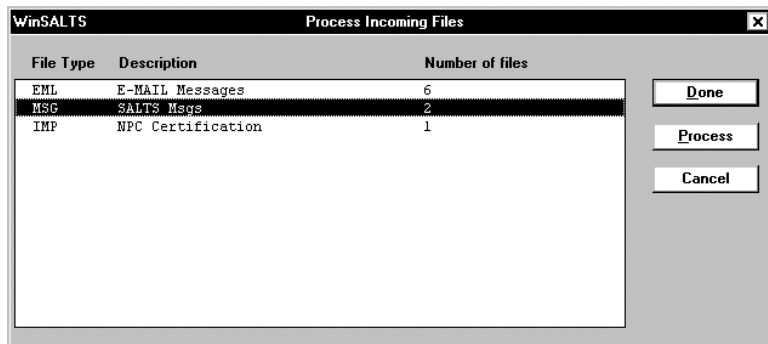 WinSALTS Process Incoming Files
File Type Description Number of files
EML E-MAIL Messages 6
MSG SALTS Msgs 2
IMP NPC Certification 1
Done
Process
Cancel